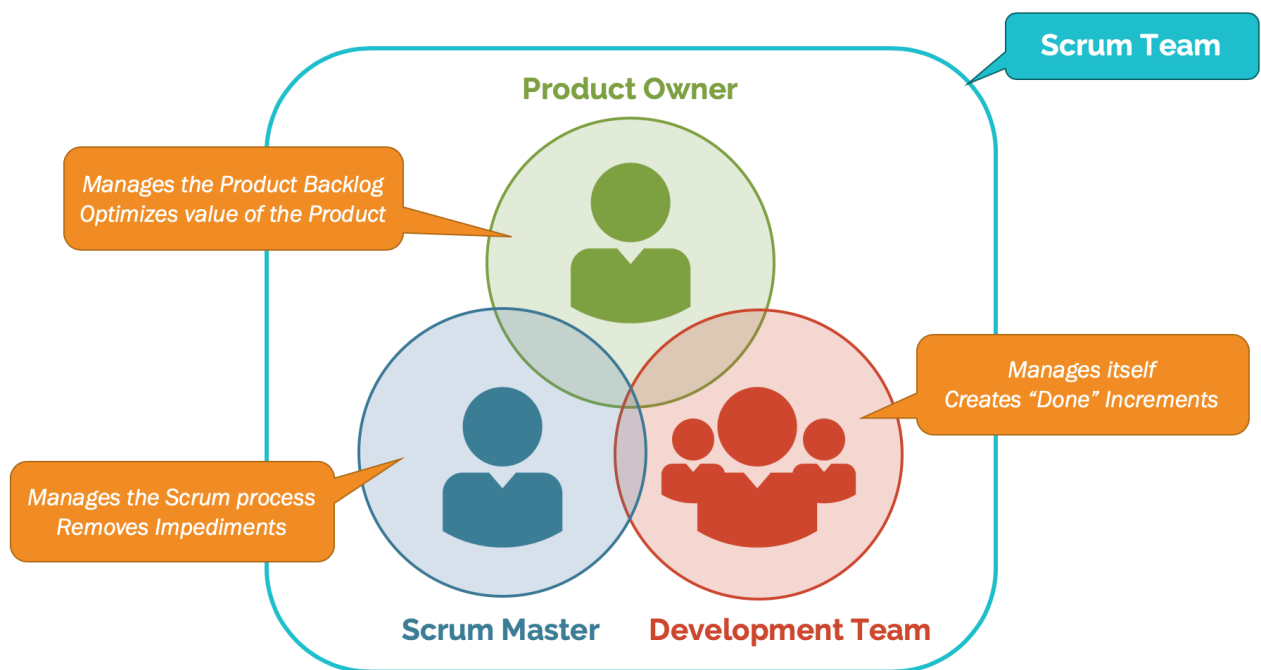 Scrum Team
Product Owner
Manages the Product Backlog
Optimizes value of the Product
Manages itself
Creates “Done” Increments
Manages the Scrum process
Removes Impediments
Scrum Master
Development Team